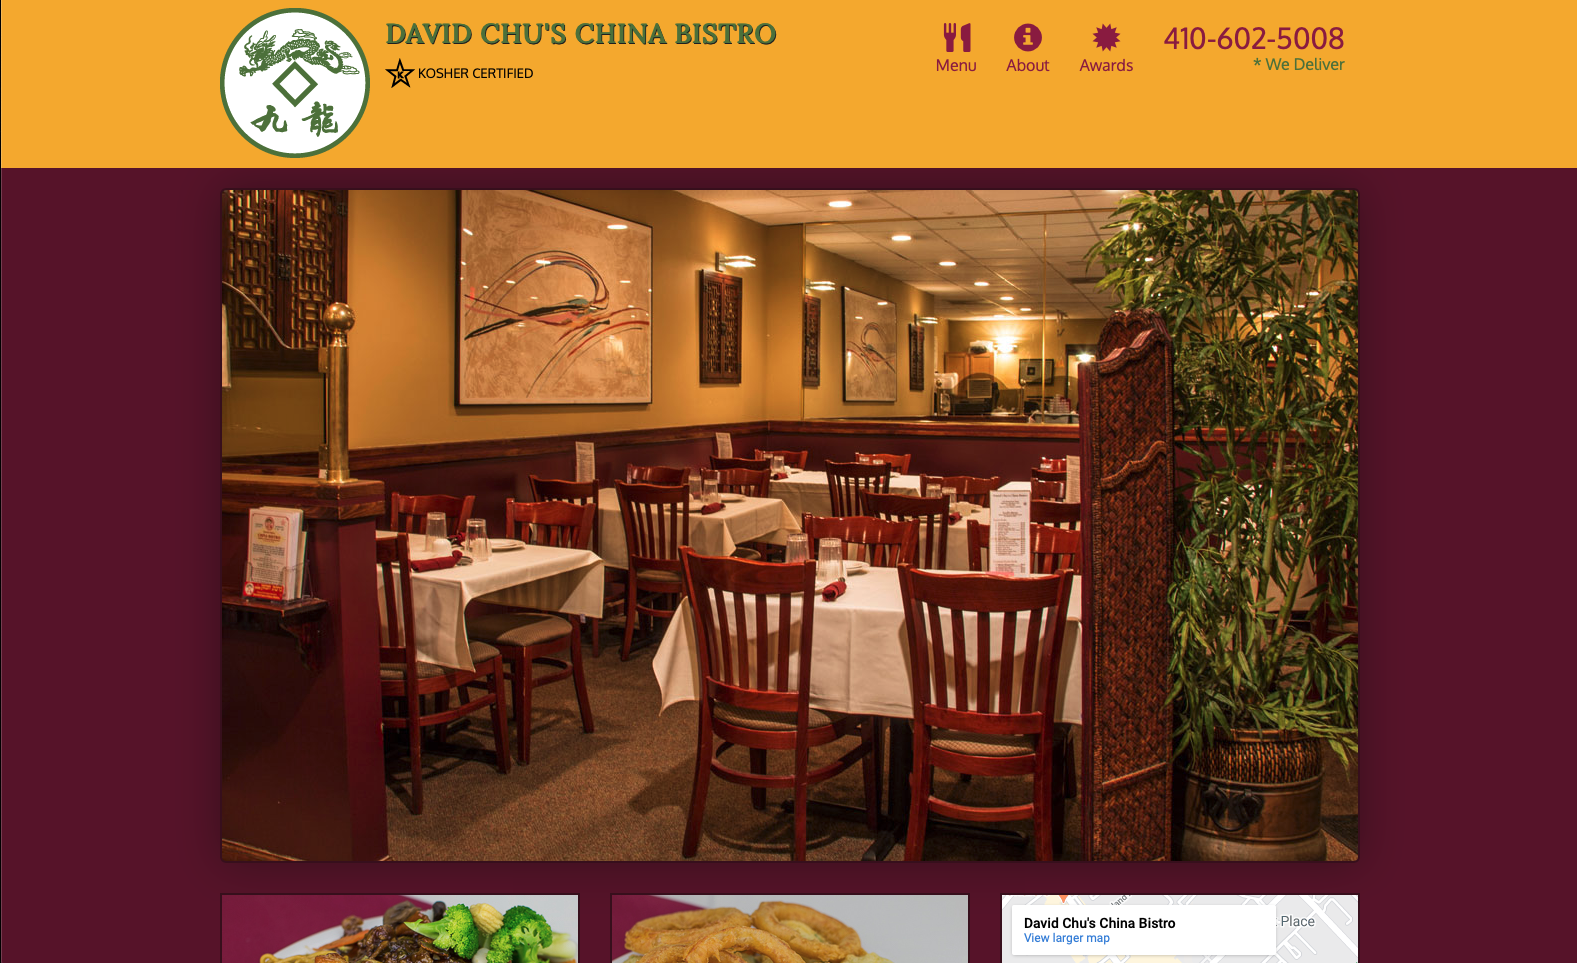 九 龍
DAVID CHU'S CHINA BISTRO
K KOSHER CERTIFIED
Menu
About
Awards
410-602-5008
* We Deliver
David Chu's China Bistro
View larger map
Place